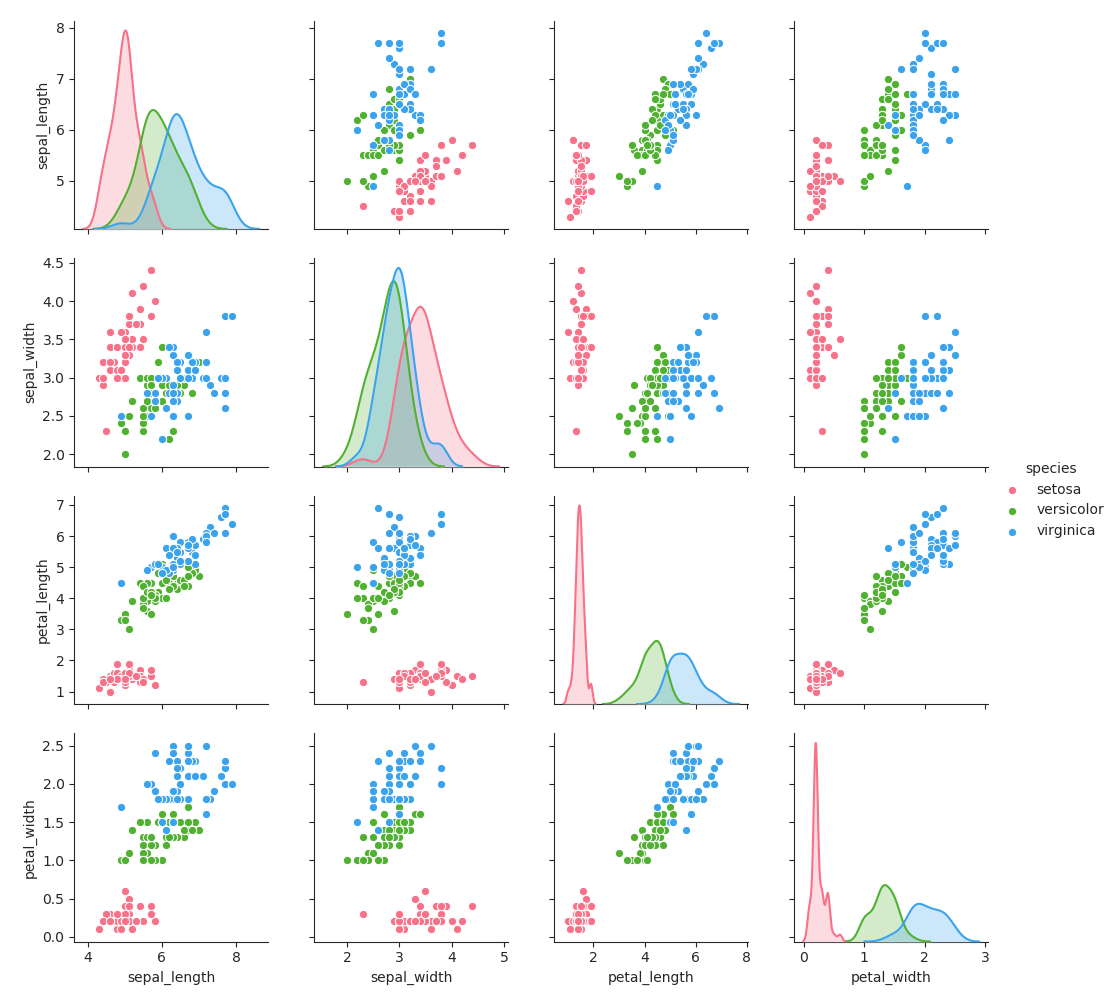 8
7
6
5
sepal_length
4.5
4.0
3.5
3.0
2.5
2.0
sepal_width
species
setosa
versicolor
virginica
7
6
5
4
3
2
1
petal_length
2.5
2.0
1.5
1.0
0.5
0.0
petal_width
4 6 8 2 3 4 5 2 4 6 8 0 1 2 3
sepal_length sepal_width petal_length petal_width